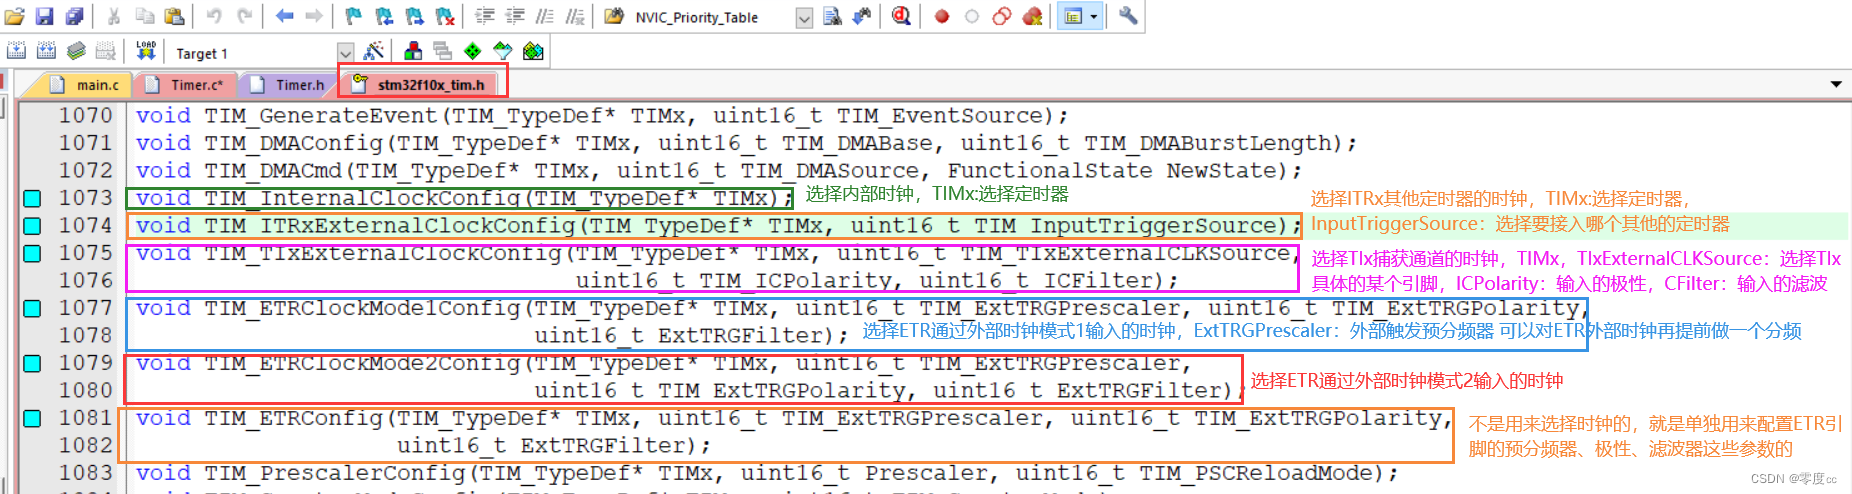 NVIC_Priority_Table
LOAD
Target 1
main.c
Timer.c*
Timer.h
stm32f10x_tim.h
1070 void TIM_GenerateEvent(TIM_TypeDef* TIMx, uint16_t TIM_EventSource);
1071 void TIM_DMAConfig(TIM_TypeDef* TIMx, uint16_t TIM_DMABase, uint16_t TIM_DMABurstLength);
1072 void TIM_DMACmd(TIM_TypeDef* TIMx, uint16_t TIM_DMASource, FunctionalState NewState);
1073 void TIM_InternalClockConfig(TIM_TypeDef* TIMx);
选择内部时钟，TIMx:选择定时器
1074 void TIM_ITRxExternalClockConfig(TIM_TypeDef* TIMx, uint16_t TIM_InputTriggerSource);
选择ITRx其他定时器的时钟，TIMx:选择定时器，
InputTriggerSource：选择要接入哪个其他的定时器
1075 void TIM_TIxExternalClockConfig(TIM_TypeDef* TIMx, uint16_t TIM_TIxExternalCLKSource,
1076 uint16_t TIM_ICPolarity, uint16_t ICFilter);
选择TIx捕获通道的时钟，TIMx，TIxExternalCLKSource：选择TIx
具体的某个引脚，ICPolarity：输入的极性，CFilter：输入的滤波
1077 void TIM_ETRClockMode1Config(TIM_TypeDef* TIMx, uint16_t TIM_ExtTRGPrescaler, uint16_t TIM_ExtTRGPolarity,
1078 uint16_t ExtTRGFilter);
选择ETR通过外部时钟模式1输入的时钟，ExtTRGPrescaler：外部触发预分频器 可以对ETR外部时钟再提前做一个分频
1079 void TIM_ETRClockMode2Config(TIM_TypeDef* TIMx, uint16_t TIM_ExtTRGPrescaler,
1080 uint16_t TIM_ExtTRGPolarity, uint16_t ExtTRGFilter);
选择ETR通过外部时钟模式2输入的时钟
1081 void TIM_ETRConfig(TIM_TypeDef* TIMx, uint16_t TIM_ExtTRGPrescaler, uint16_t TIM_ExtTRGPolarity,
1082 uint16_t ExtTRGFilter);
不是用来选择时钟的，就是单独用来配置ETR引
脚的预分频器、极性、滤波器这些参数的
1083 void TIM_PrescalerConfig(TIM_TypeDef* TIMx, uint16_t Prescaler, uint16_t TIM_PSCReloadMode);
CSDN @零度cc